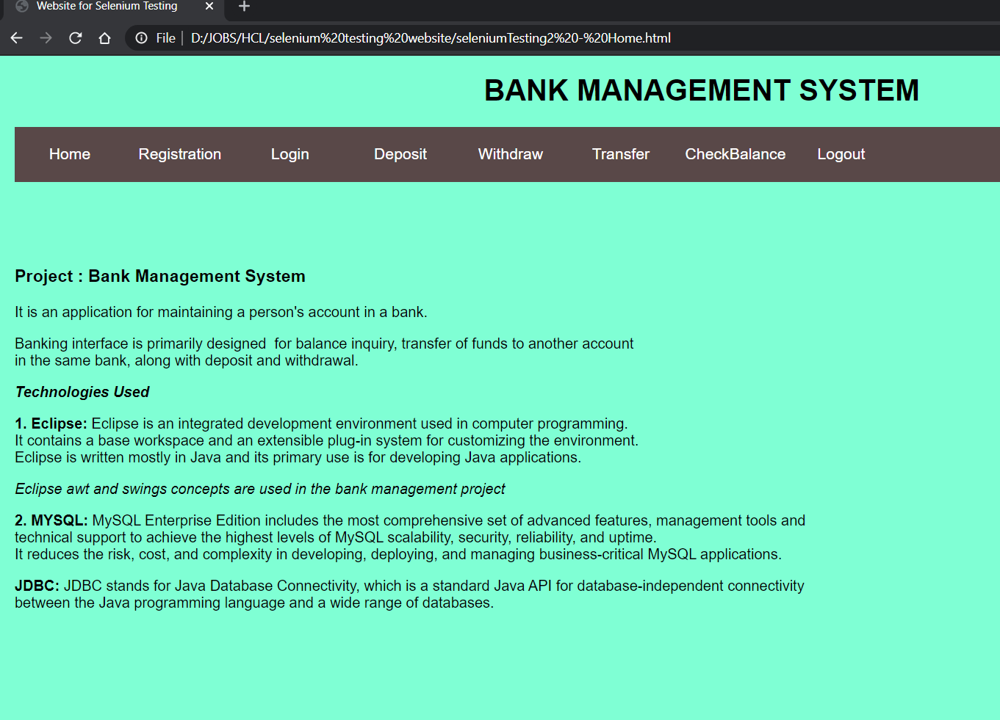 Website for Selenium Testing
File | D:/JOBS/HCL/selenium%20testing%20website/seleniumTesting2%20-%20Home.html
BANK MANAGEMENT SYSTEM
Home Registration Login Deposit Withdraw Transfer CheckBalance Logout
Project : Bank Management System
It is an application for maintaining a person's account in a bank.
Banking interface is primarily designed  for balance inquiry, transfer of funds to another account
in the same bank, along with deposit and withdrawal.
Technologies Used
1. Eclipse: Eclipse is an integrated development environment used in computer programming.
It contains a base workspace and an extensible plug-in system for customizing the environment.
Eclipse is written mostly in Java and its primary use is for developing Java applications.
Eclipse awt and swings concepts are used in the bank management project
2. MYSQL: MySQL Enterprise Edition includes the most comprehensive set of advanced features, management tools and
technical support to achieve the highest levels of MySQL scalability, security, reliability, and uptime.
It reduces the risk, cost, and complexity in developing, deploying, and managing business-critical MySQL applications.
JDBC: JDBC stands for Java Database Connectivity, which is a standard Java API for database-independent connectivity
between the Java programming language and a wide range of databases.